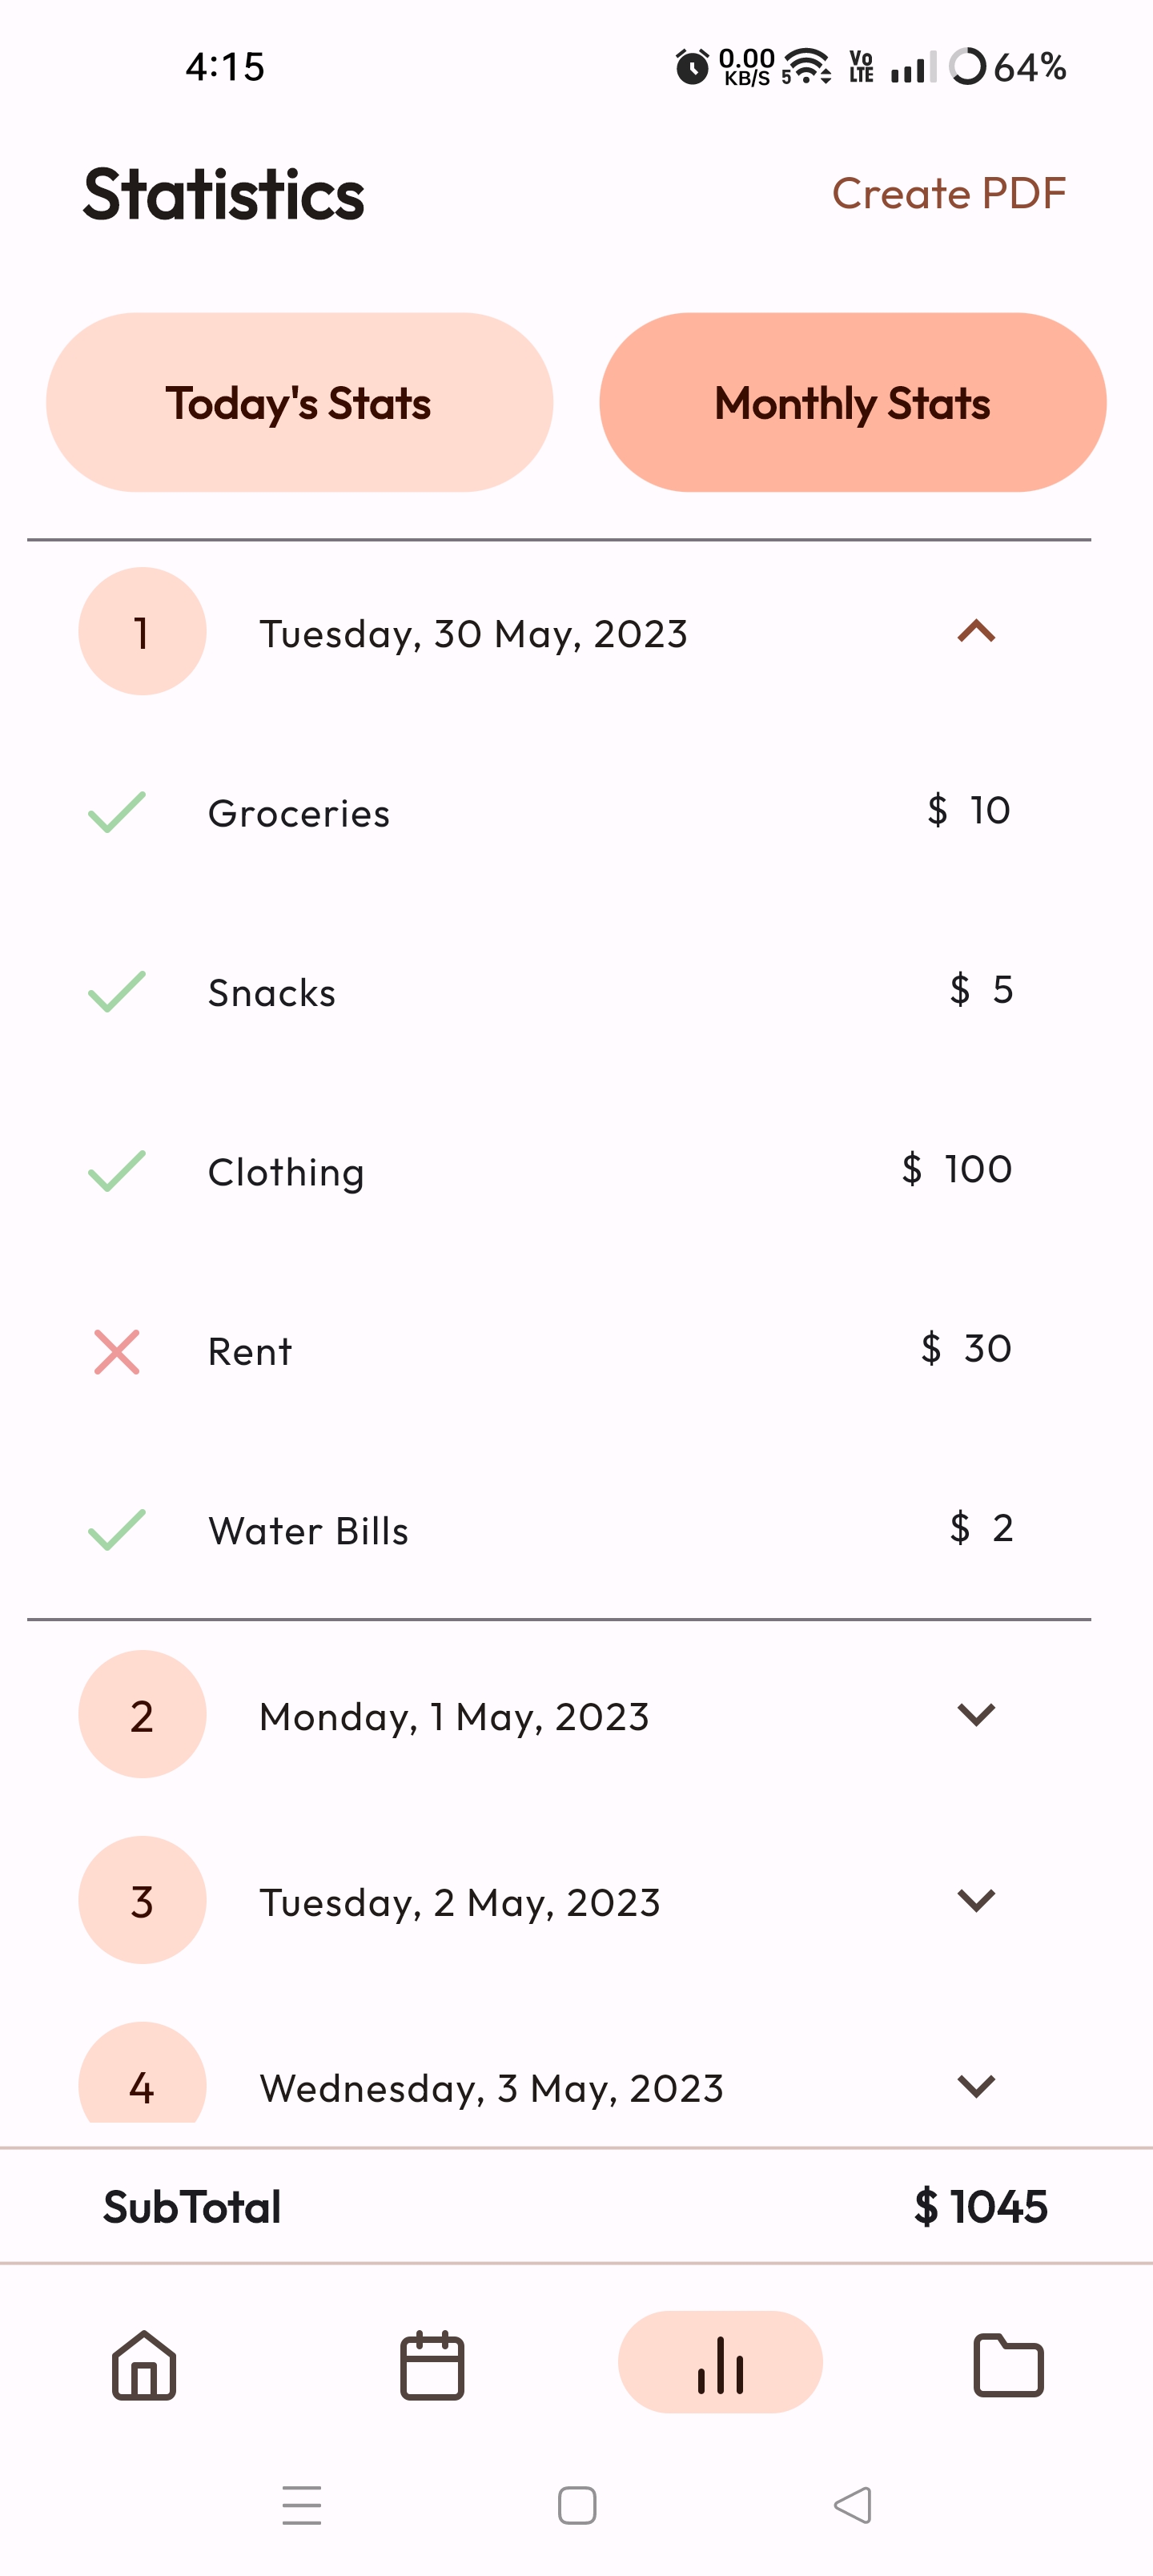 4:15 0.00 KB/S 5 Vo LTE 64%
Statistics Create PDF
Today's Stats Monthly Stats
1 Tuesday, 30 May, 2023
Groceries $ 10
Snacks $ 5
Clothing $ 100
Rent $ 30
Water Bills $ 2
2 Monday, 1 May, 2023
3 Tuesday, 2 May, 2023
4 Wednesday, 3 May, 2023
SubTotal $ 1045